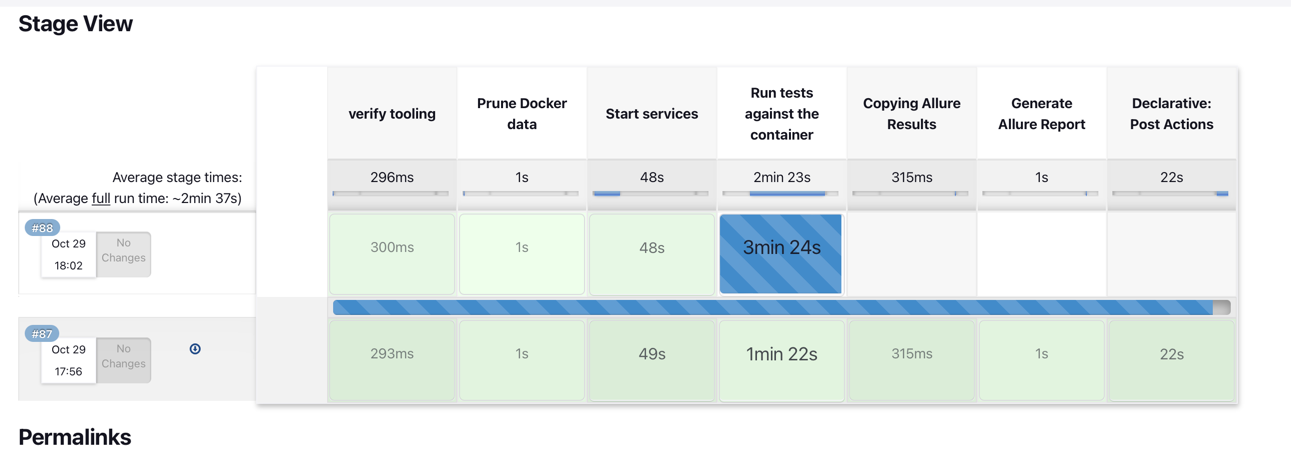 Stage View
verify tooling
Prune Docker
data
Start services
Run tests
against the
container
Copying Allure
Results
Generate
Allure Report
Declarative:
Post Actions
Average stage times:
(Average full run time: ~2min 37s)
296ms
1s
48s
2min 23s
315ms
1s
22s
#88
Oct 29
18:02
No
Changes
300ms
1s
48s
3min 24s
#87
Oct 29
17:56
No
Changes
293ms
1s
49s
1min 22s
315ms
1s
22s
Permalinks